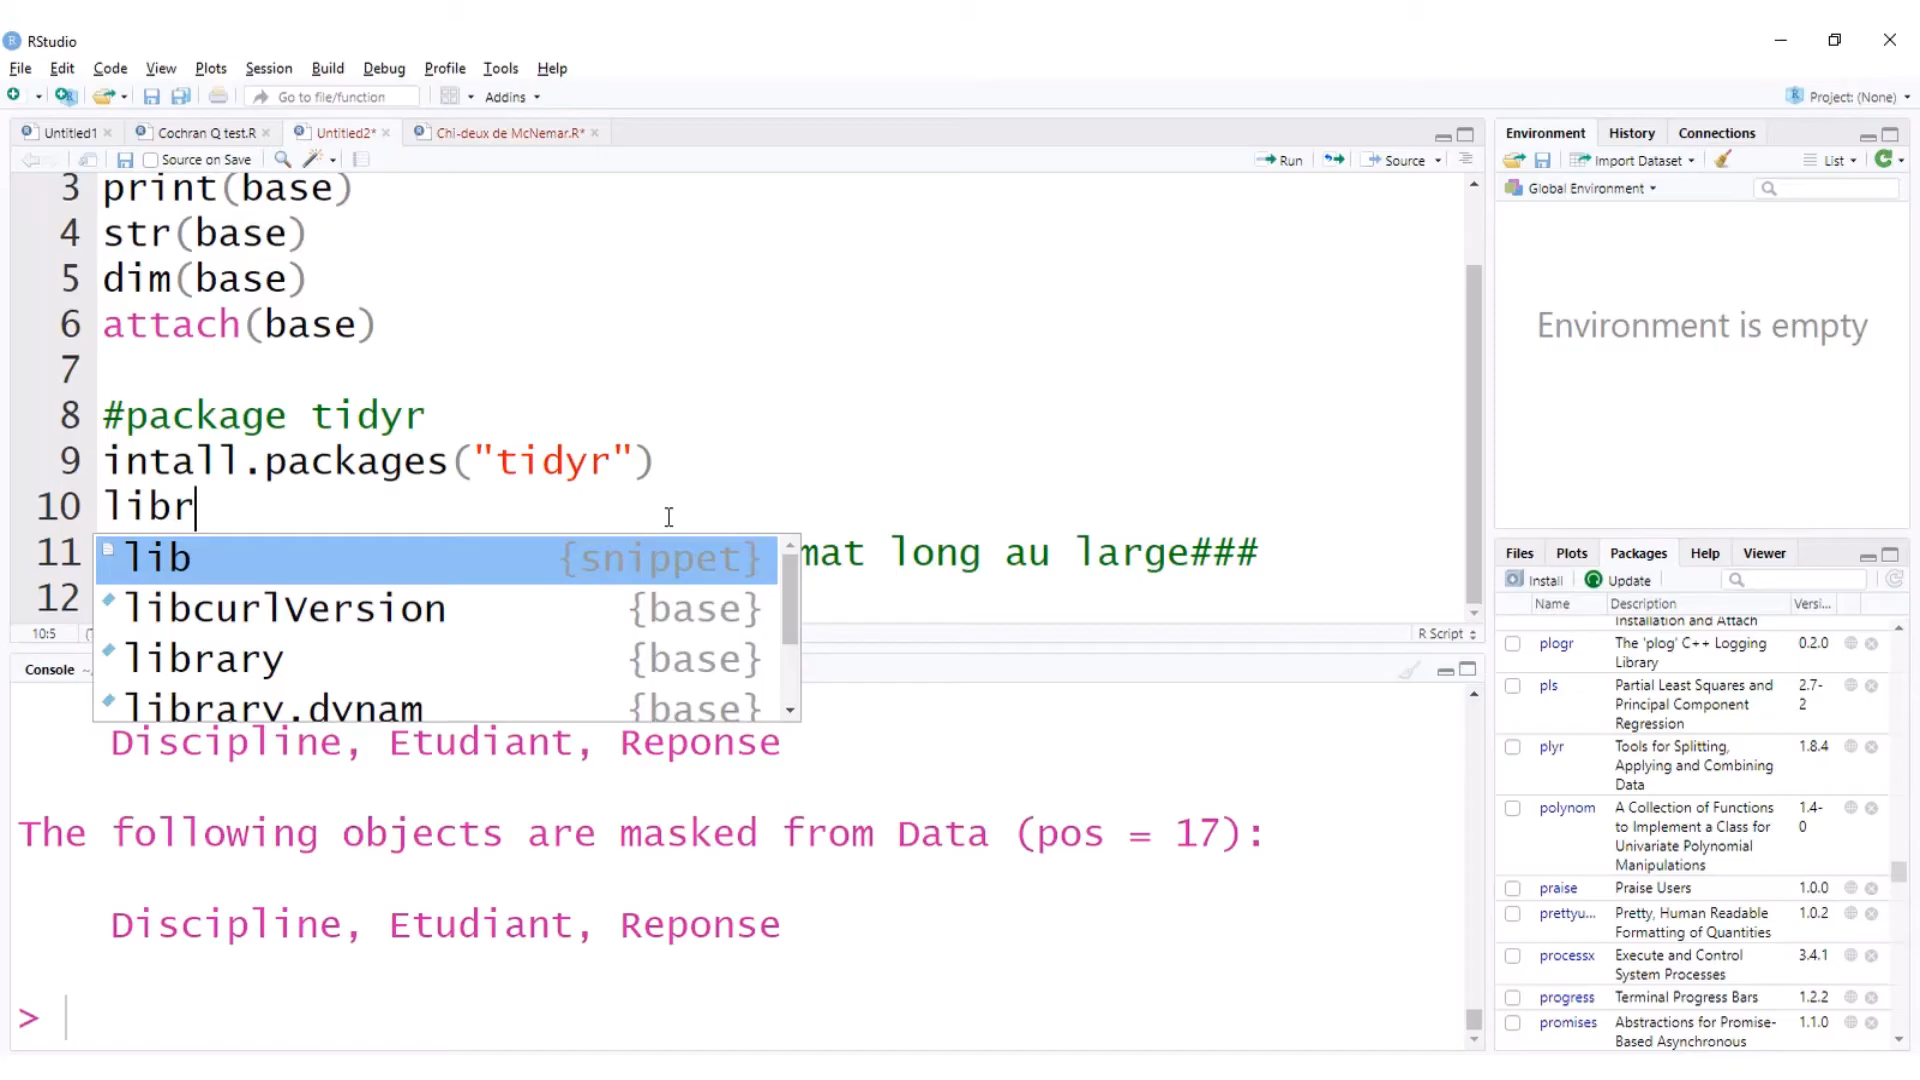 RStudio
File Edit Code View Plots Session Build Debug Profile Tools Help
Go to file/function Addins Project: (None)
Untitled1 Cochran Q test.R Untitled2* Chi-deux de McNemar.R*
Source on Save Run Source
3 print(base)
4 str(base)
5 dim(base)
6 attach(base)
7
8 #package tidyr
9 intall.packages("tidyr")
10 libr
11 mat long au large###
12
lib {snippet}
libcurlVersion {base}
library {base}
library.dynam {base}
10:5 R Script
Console
Discipline, Etudiant, Reponse
The following objects are masked from Data (pos = 17):
Discipline, Etudiant, Reponse
>
Environment History Connections
Import Dataset List
Global Environment
Environment is empty
Files Plots Packages Help Viewer
Install Update
Name Description Versi...
Installation and Attach
plogr The 'plog' C++ Logging 0.2.0
Library
pls Partial Least Squares and 2.7-
Principal Component 2
Regression
plyr Tools for Splitting, 1.8.4
Applying and Combining
Data
polynom A Collection of Functions 1.4-
to Implement a Class for 0
Univariate Polynomial
Manipulations
praise Praise Users 1.0.0
prettyu... Pretty, Human Readable 1.0.2
Formatting of Quantities
processx Execute and Control 3.4.1
System Processes
progress Terminal Progress Bars 1.2.2
promises Abstractions for Promise- 1.1.0
Based Asynchronous